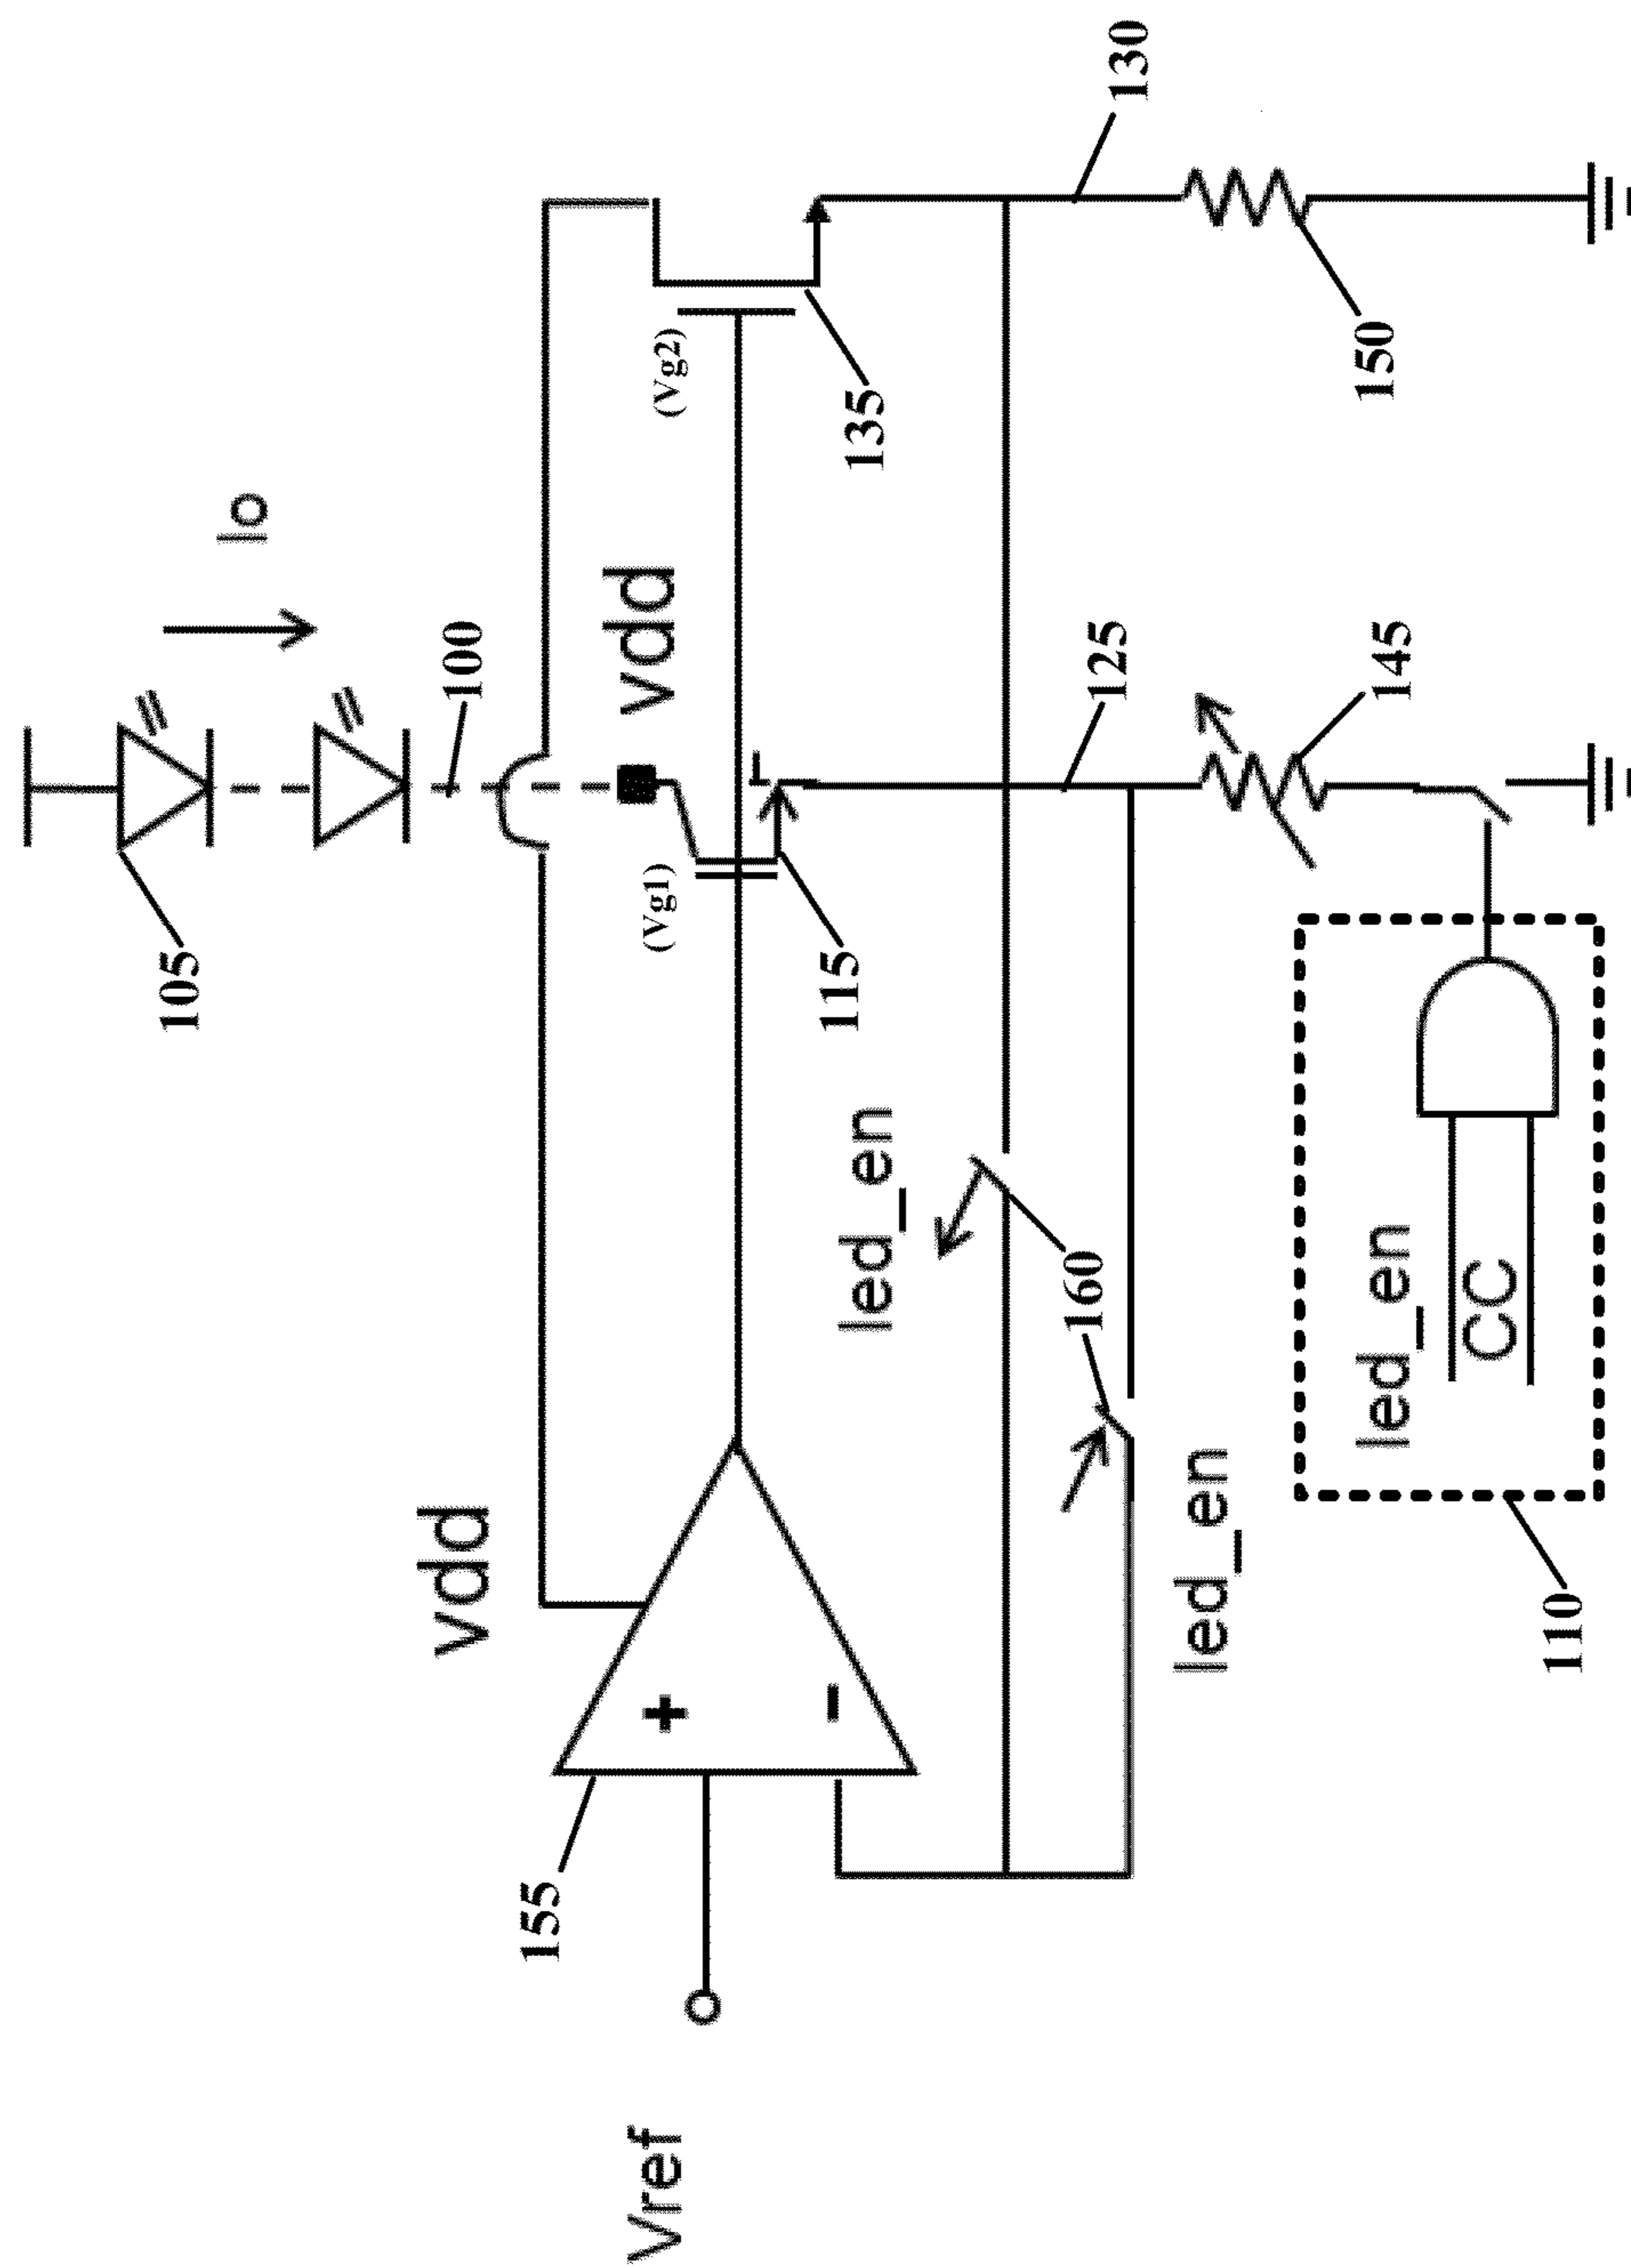 Vref
155
+
-
vdd
105
Io
100
vdd
(Vg1)
(Vg2)
115
135
led_en
160
led_en
125
130
145
150
led_en
CC
110